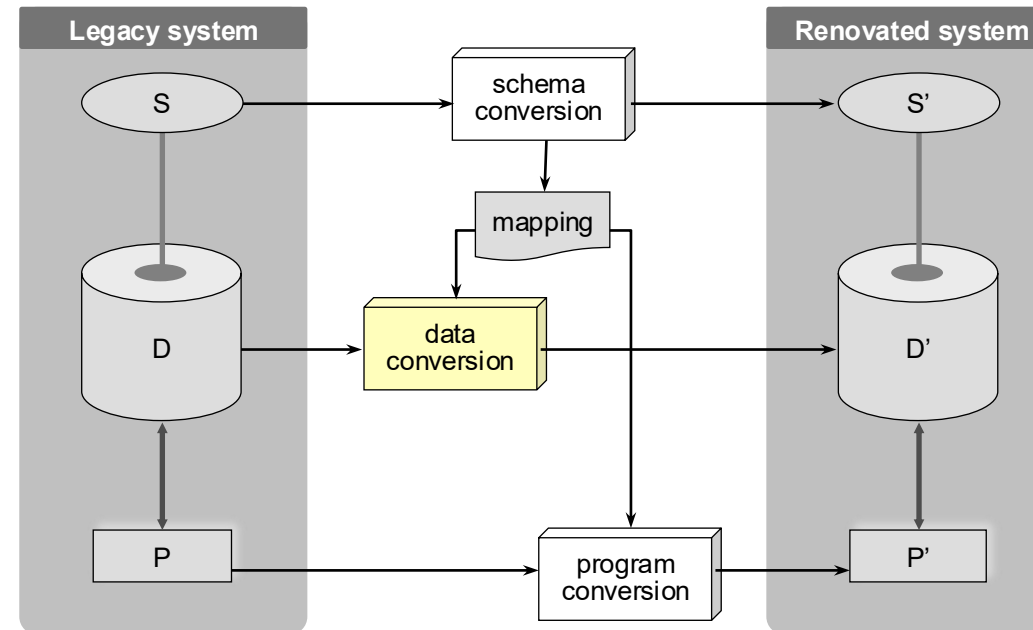 Legacy system
Renovated system
S
schema
conversion
S’
mapping
D
data
conversion
D’
P
program
conversion
P’